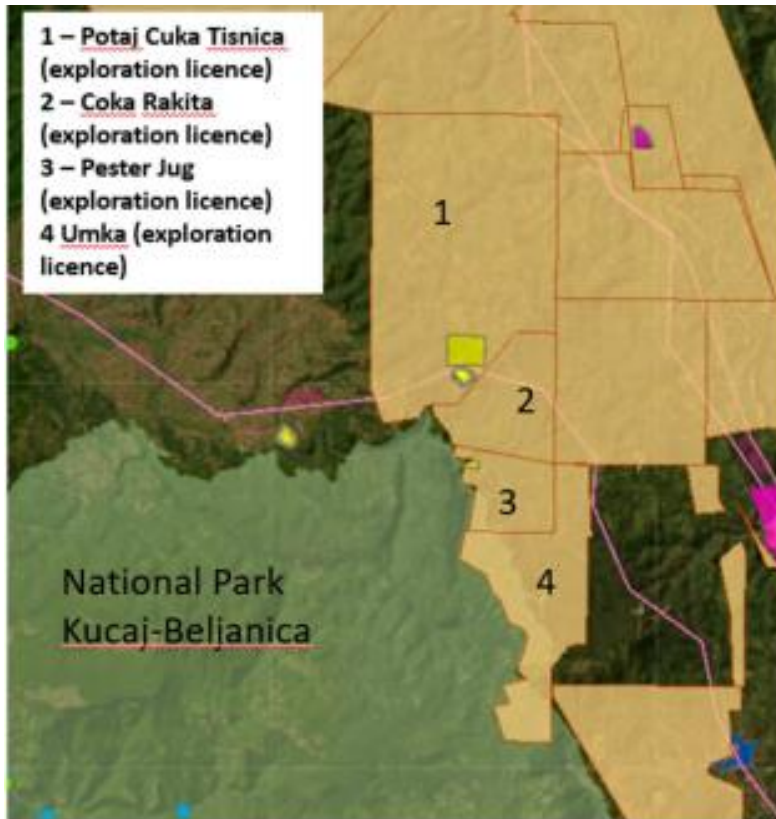 1 – Potaj Cuka Tisnica
(exploration licence)
2 – Coka Rakita
(exploration licence)
3 – Pester Jug
(exploration licence)
4 Umka (exploration
licence)
1
2
3
4
National Park
Kucaj-Beljanica